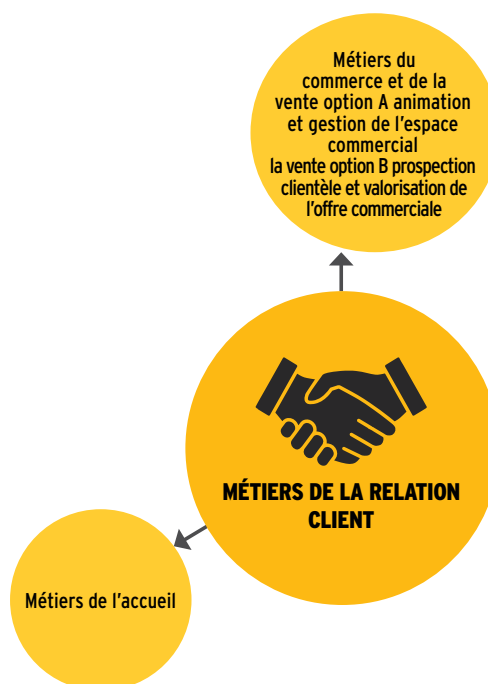 Métiers du
commerce et de la
vente option A animation
et gestion de l'espace
commercial
la vente option B prospection
clientèle et valorisation de
l'offre commerciale
MÉTIERS DE LA RELATION
CLIENT
Métiers de l'accueil